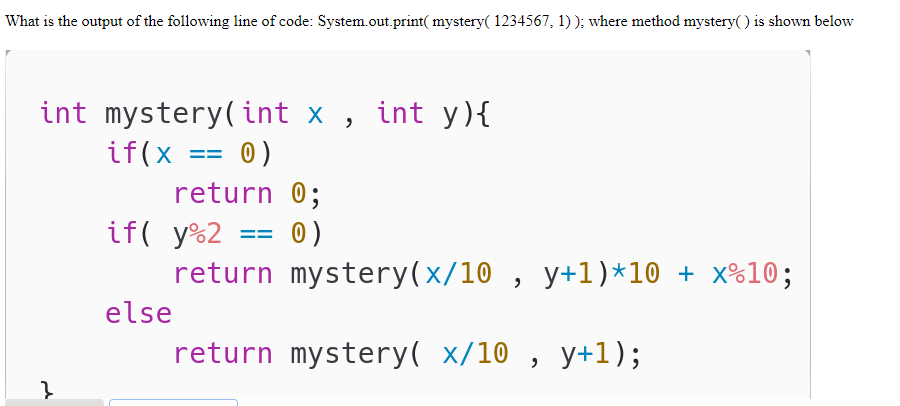 What is the output of the following line of code: System.out.print( mystery( 1234567, 1) ); where method mystery( ) is shown below
int mystery(int x , int y){
if(x == 0)
return 0;
if( y%2 == 0)
return mystery(x/10 , y+1)*10 + x%10;
else
return mystery( x/10 , y+1);
}